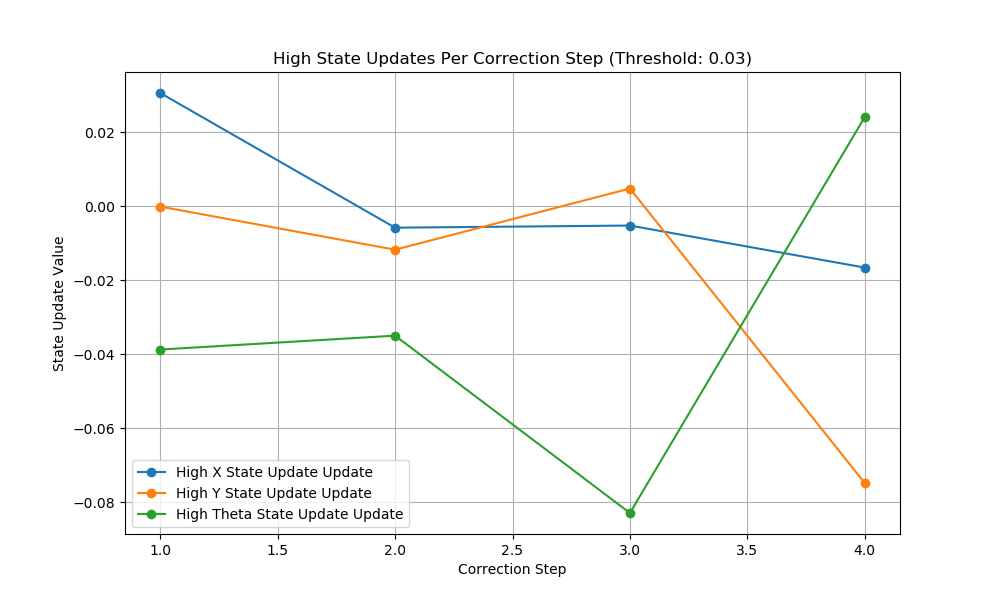 High State Updates Per Correction Step (Threshold: 0.03)
State Update Value
0.02
0.00
−0.02
−0.04
−0.06
−0.08
High X State Update Update
High Y State Update Update
High Theta State Update Update
1.0 1.5 2.0 2.5 3.0 3.5 4.0
Correction Step